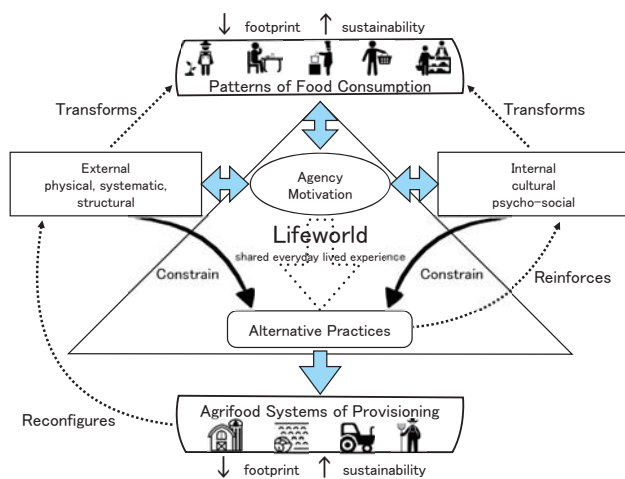 ↓ footprint ↑ sustainability
Patterns of Food Consumption
Transforms
Transforms
External
physical, systematic,
structural
Agency
Motivation
Internal
cultural
psycho-social
Lifeworld
shared everyday lived experience
Constrain
Constrain
Reinforces
Alternative Practices
Reconfigures
Agrifood Systems of Provisioning
↓ footprint ↑ sustainability